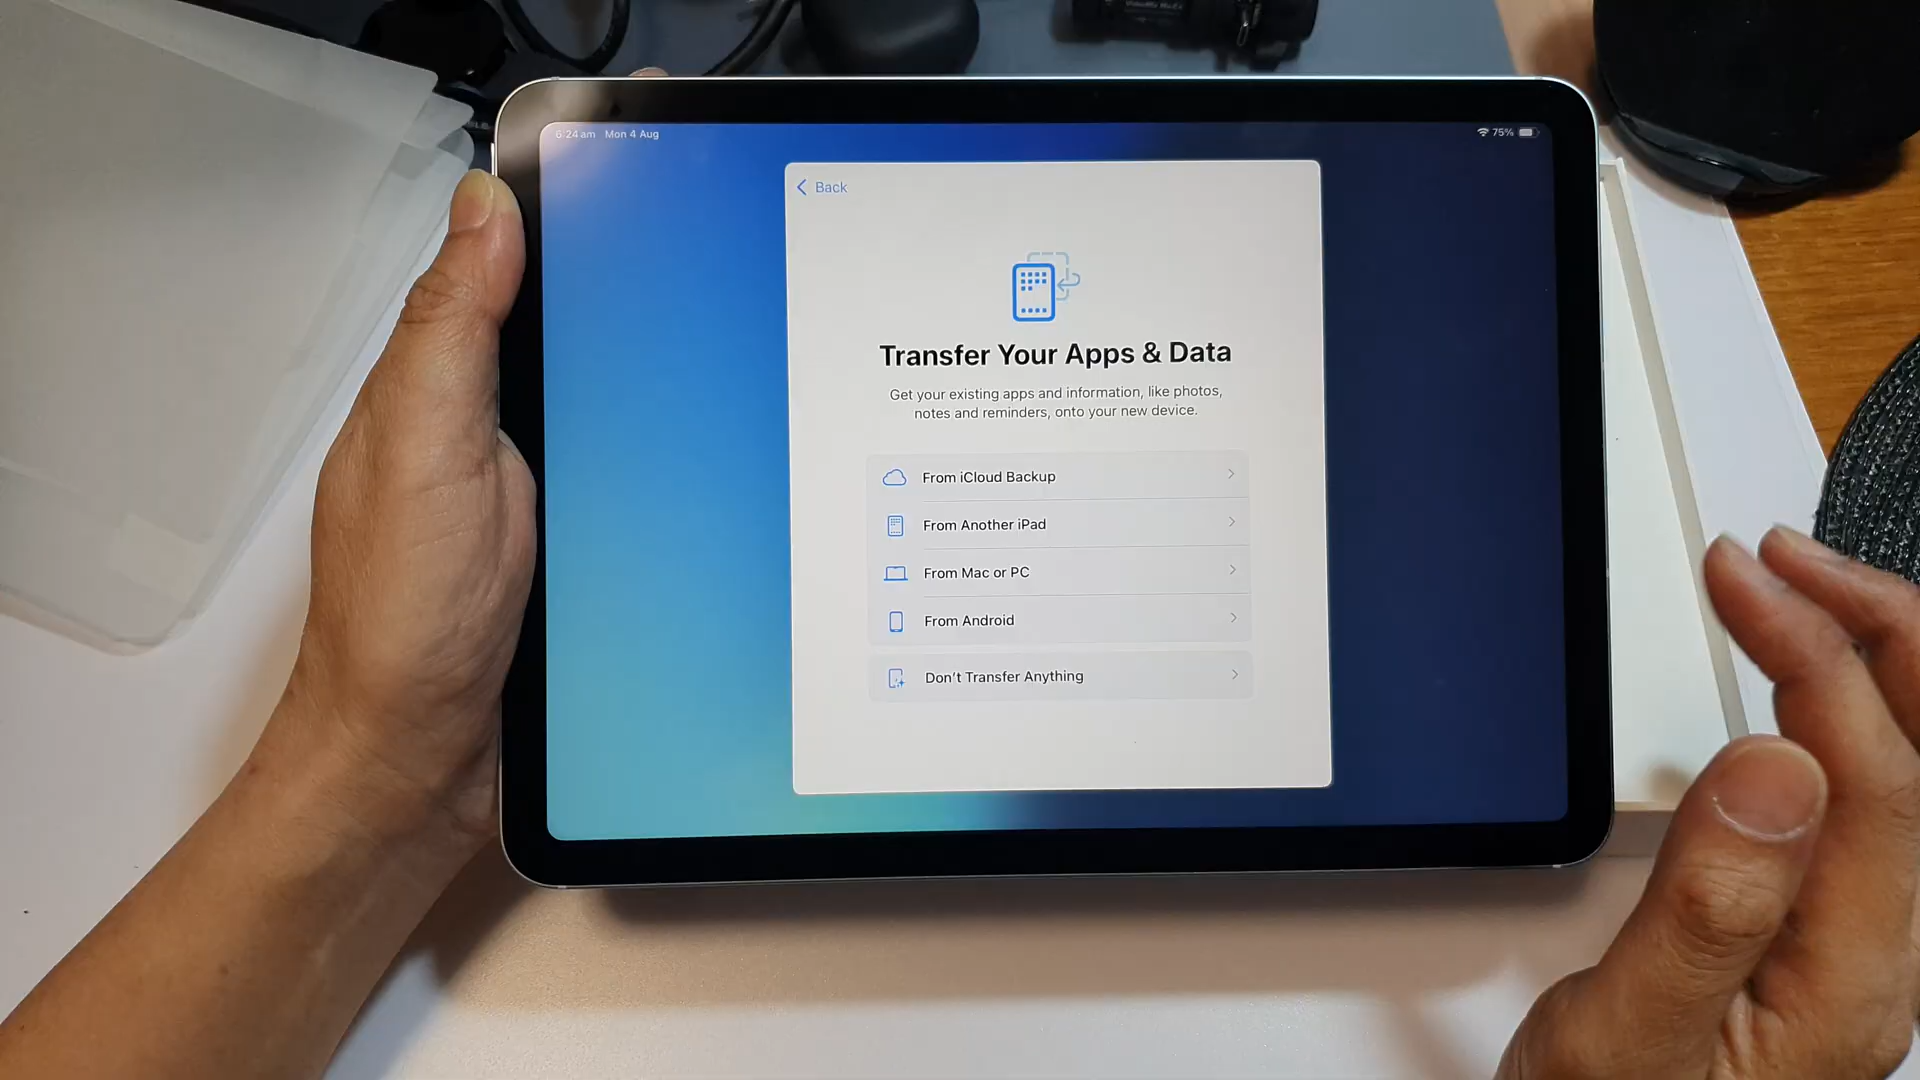 6:24 am Mon 4 Aug
75%
Back
Transfer Your Apps & Data
Get your existing apps and information, like photos,
notes and reminders, onto your new device.
From iCloud Backup
From Another iPad
From Mac or PC
From Android
Don't Transfer Anything